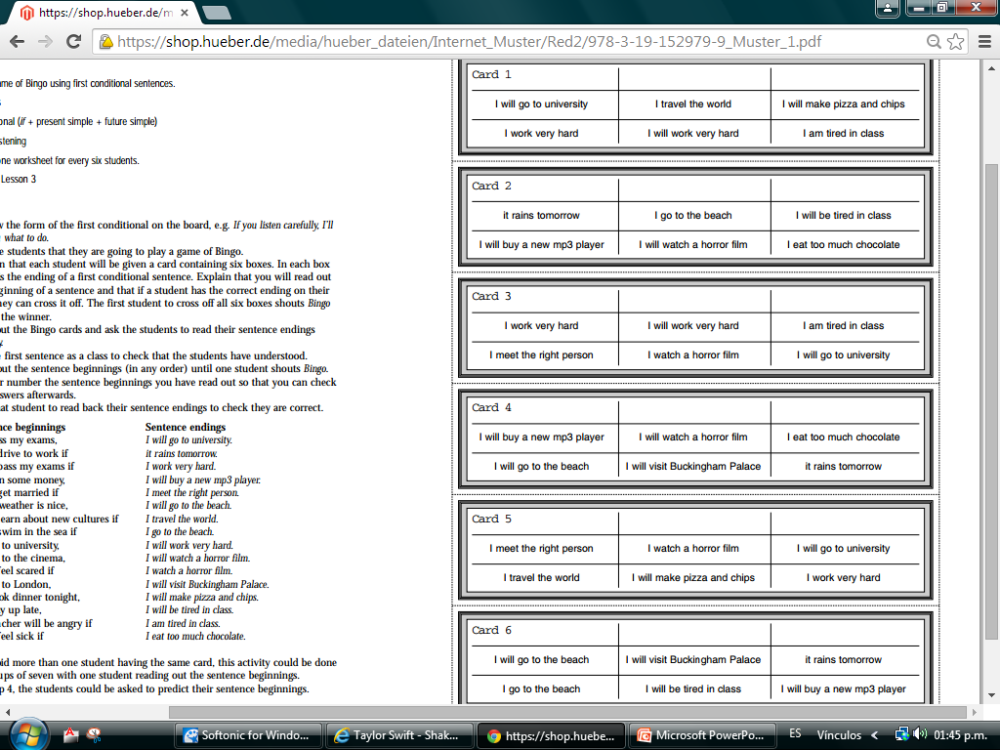 https://shop.hueber.de/m
https://shop.hueber.de/media/hueber_dateien/Internet_Muster/Red2/978-3-19-152979-9_Muster_1.pdf
me of Bingo using first conditional sentences.
s
onal (if + present simple + future simple)
stening
one worksheet for every six students.
Lesson 3
w the form of the first conditional on the board, e.g. If you listen carefully, I'll
what to do.
e students that they are going to play a game of Bingo.
n that each student will be given a card containing six boxes. In each box
s the ending of a first conditional sentence. Explain that you will read out
ginning of a sentence and that if a student has the correct ending on their
hey can cross it off. The first student to cross off all six boxes shouts Bingo
the winner.
out the Bingo cards and ask the students to read their sentence endings
y.
e first sentence as a class to check that the students have understood.
out the sentence beginnings (in any order) until one student shouts Bingo.
r number the sentence beginnings you have read out so that you can check
swers afterwards.
at student to read back their sentence endings to check they are correct.
nce beginnings Sentence endings
ss my exams, I will go to university.
drive to work if it rains tomorrow.
pass my exams if I work very hard.
n some money, I will buy a new mp3 player.
get married if I meet the right person.
weather is nice, I will go to the beach.
earn about new cultures if I travel the world.
swim in the sea if I go to the beach.
to university, I will work very hard.
to the cinema, I will watch a horror film.
feel scared if I watch a horror film.
to London, I will visit Buckingham Palace.
ok dinner tonight, I will make pizza and chips.
y up late, I will be tired in class.
cher will be angry if I am tired in class.
feel sick if I eat too much chocolate.
oid more than one student having the same card, this activity could be done
ups of seven with one student reading out the sentence beginnings.
p 4, the students could be asked to predict their sentence beginnings.
Card 1
I will go to university I travel the world I will make pizza and chips
I work very hard I will work very hard I am tired in class
Card 2
it rains tomorrow I go to the beach I will be tired in class
I will buy a new mp3 player I will watch a horror film I eat too much chocolate
Card 3
I work very hard I will work very hard I am tired in class
I meet the right person I watch a horror film I will go to university
Card 4
I will buy a new mp3 player I will watch a horror film I eat too much chocolate
I will go to the beach I will visit Buckingham Palace it rains tomorrow
Card 5
I meet the right person I watch a horror film I will go to university
I travel the world I will make pizza and chips I work very hard
Card 6
I will go to the beach I will visit Buckingham Palace it rains tomorrow
I go to the beach I will be tired in class I will buy a new mp3 player
Softonic for Windo... Taylor Swift - Shak... https://shop.huebe... Microsoft PowerPo... ES Vínculos 01:45 p.m.